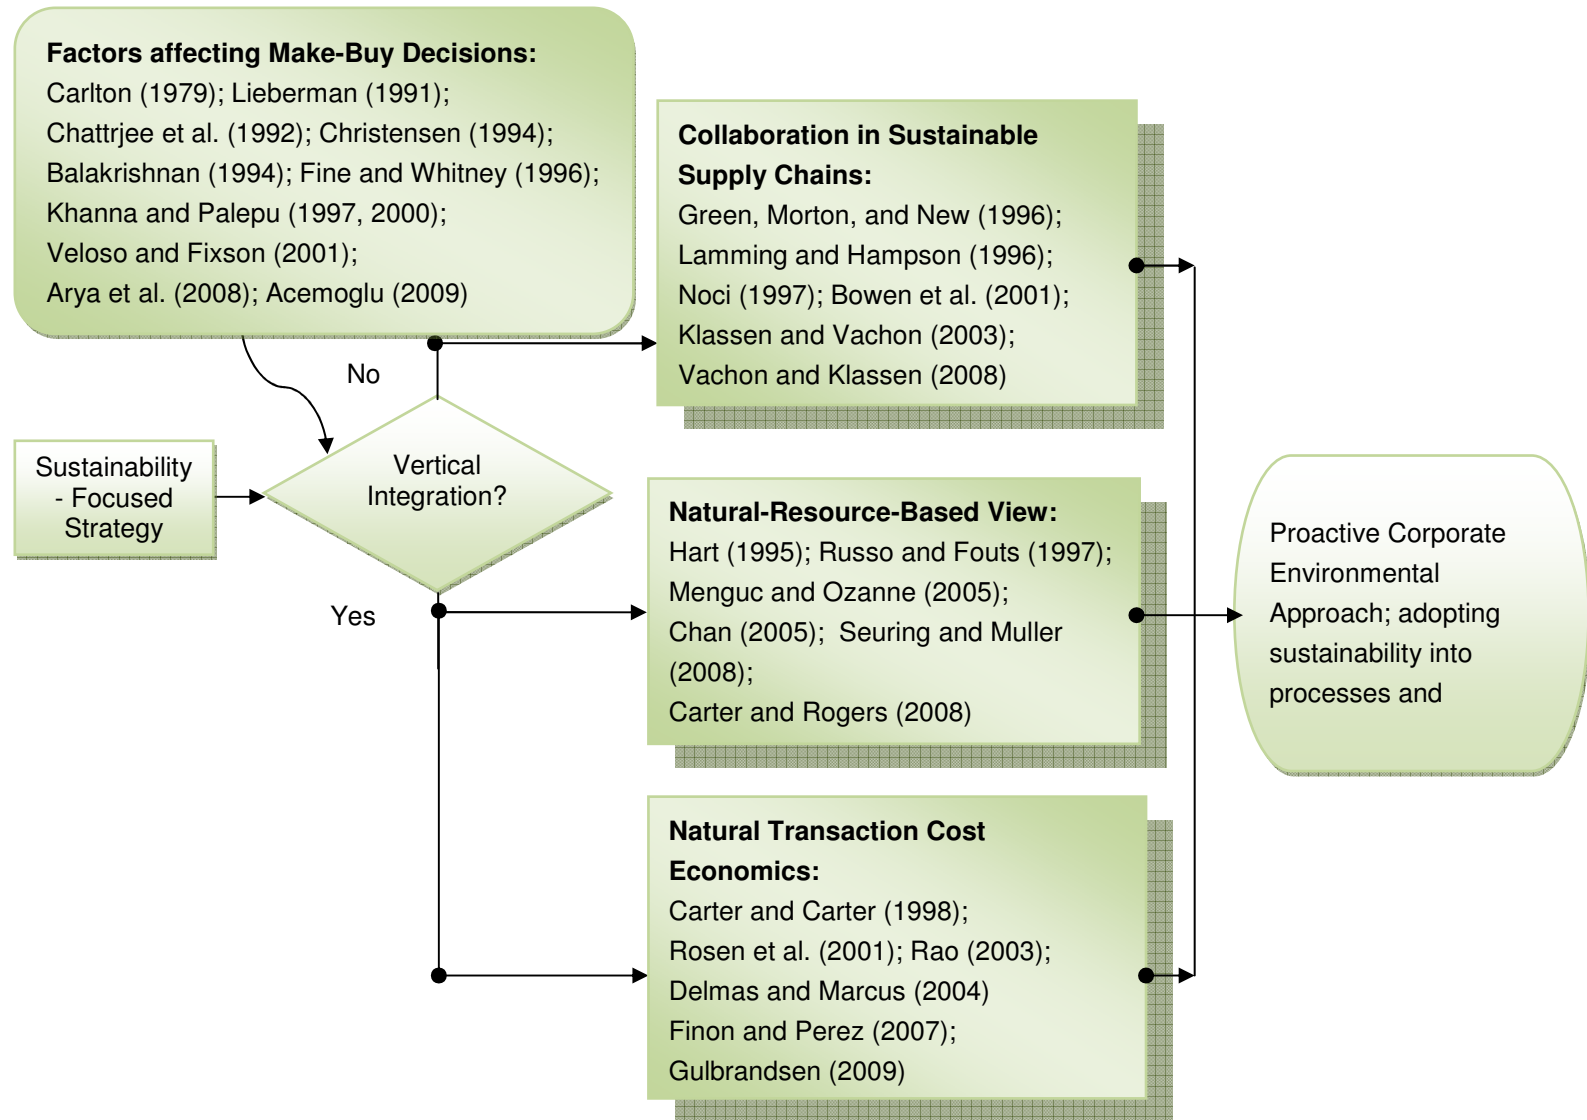 Factors affecting Make-Buy Decisions:
Carlton (1979); Lieberman (1991);
Chattrjee et al. (1992); Christensen (1994);
Balakrishnan (1994); Fine and Whitney (1996);
Khanna and Palepu (1997, 2000);
Veloso and Fixson (2001);
Arya et al. (2008); Acemoglu (2009)
Collaboration in Sustainable
Supply Chains:
Green, Morton, and New (1996);
Lamming and Hampson (1996);
Noci (1997); Bowen et al. (2001);
Klassen and Vachon (2003);
Vachon and Klassen (2008)
No
Sustainability
- Focused
Strategy
Vertical
Integration?
Yes
Natural-Resource-Based View:
Hart (1995); Russo and Fouts (1997);
Menguc and Ozanne (2005);
Chan (2005);  Seuring and Muller
(2008);
Carter and Rogers (2008)
Proactive Corporate
Environmental
Approach; adopting
sustainability into
processes and
Natural Transaction Cost
Economics:
Carter and Carter (1998);
Rosen et al. (2001); Rao (2003);
Delmas and Marcus (2004)
Finon and Perez (2007);
Gulbrandsen (2009)